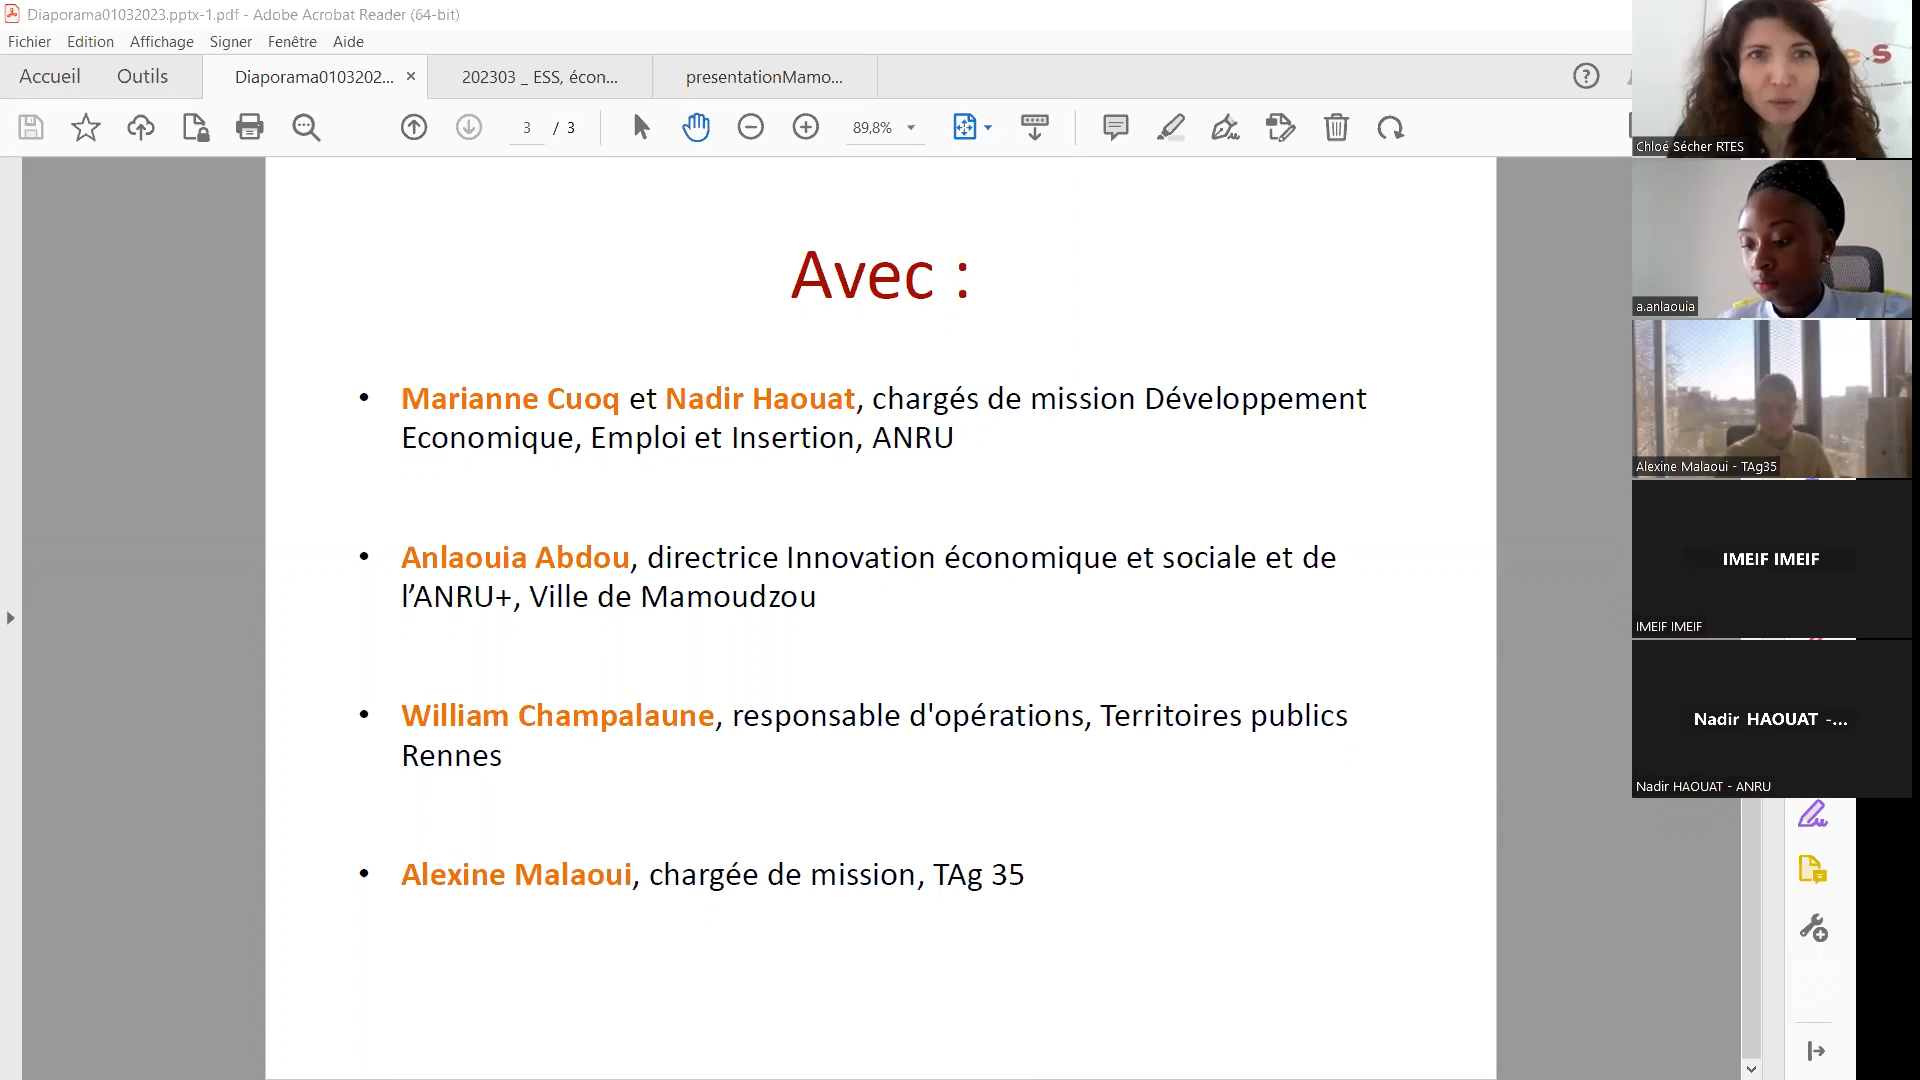 Diaporama01032023.pptx-1.pdf - Adobe Acrobat Reader (64-bit)
Fichier Edition Affichage Signer Fenêtre Aide
Accueil Outils Diaporama0103202... × 202303 _ ESS, écon... presentationMamo...
3 / 3 89,8%
Avec :
• Marianne Cuoq et Nadir Haouat, chargés de mission Développement
Economique, Emploi et Insertion, ANRU
• Anlaouia Abdou, directrice Innovation économique et sociale et de
l’ANRU+, Ville de Mamoudzou
• William Champalaune, responsable d'opérations, Territoires publics
Rennes
• Alexine Malaoui, chargée de mission, TAg 35
Chloé Sécher RTES
a.anlaouia
Alexine Malaoui - TAg35
IMEIF IMEIF
IMEIF IMEIF
Nadir HAOUAT -...
Nadir HAOUAT - ANRU